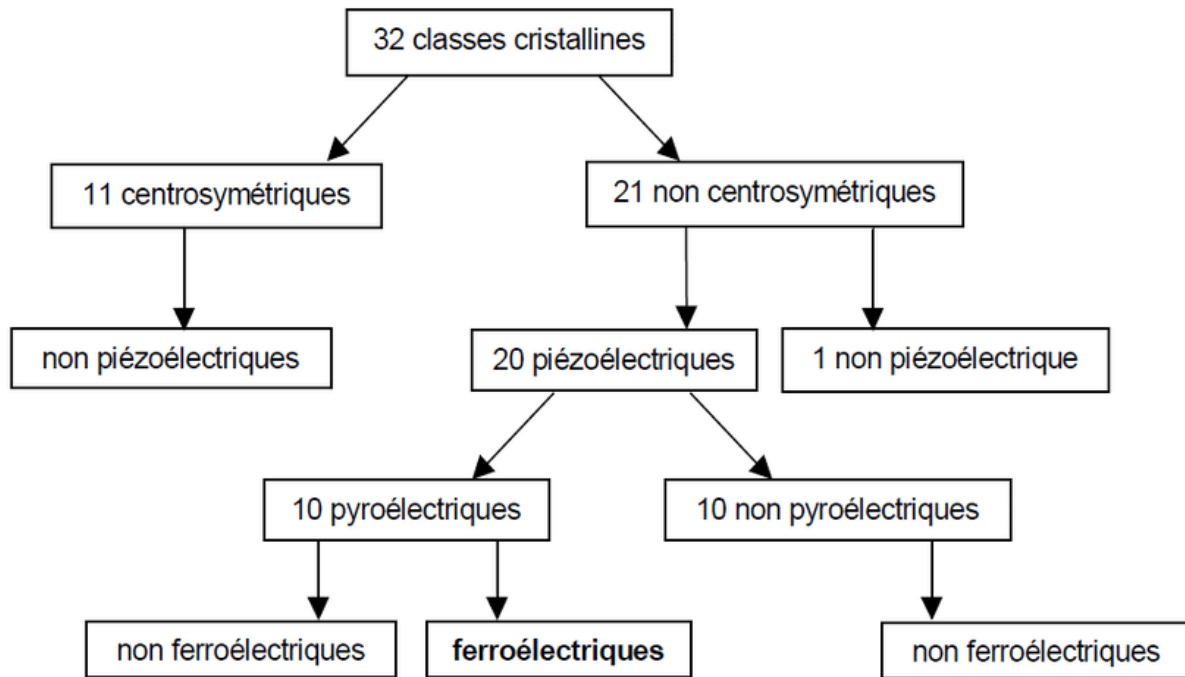 32 classes cristallines
11 centrosymétriques
21 non centrosymétriques
non piézoélectriques
20 piézoélectriques
1 non piézoélectrique
10 pyroélectriques
10 non pyroélectriques
non ferroélectriques
ferroélectriques
non ferroélectriques